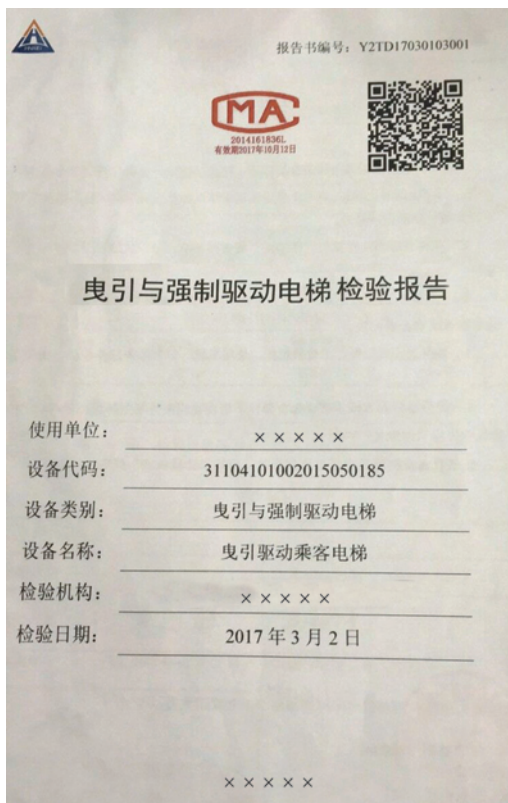 报告书编号：Y2TD17030103001
CMA
2014161836L
有效期2017年10月12日
曳引与强制驱动电梯检验报告
使用单位：×××××
设备代码：31104101002015050185
设备类别：曳引与强制驱动电梯
设备名称：曳引驱动乘客电梯
检验机构：×××××
检验日期：2017年3月2日
×××××